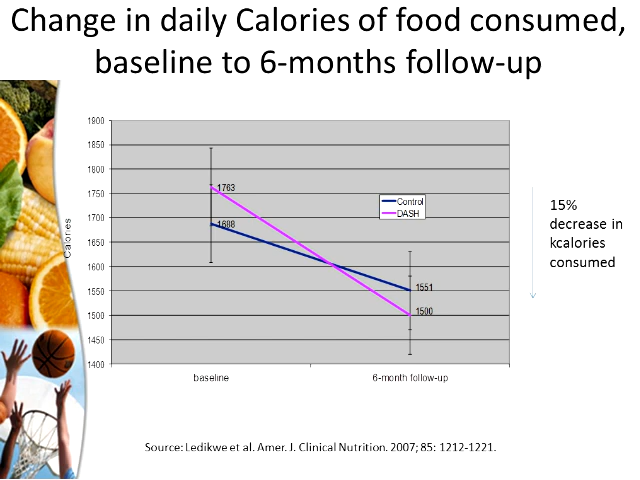 Change in daily Calories of food consumed,
baseline to 6-months follow-up
1900
1850
1800
1750
1700
1650
1600
1550
1500
1450
1400
Calories
1763
1688
Control
DASH
1551
1500
baseline
6-month follow-up
15%
decrease in
kcalories
consumed
Source: Ledikwe et al. Amer. J. Clinical Nutrition. 2007; 85: 1212-1221.